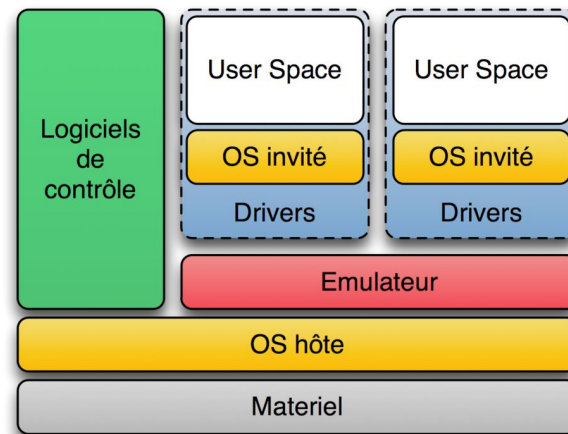 Logiciels
de
contrôle
User Space
OS invité
Drivers
User Space
OS invité
Drivers
Emulateur
OS hôte
Materiel